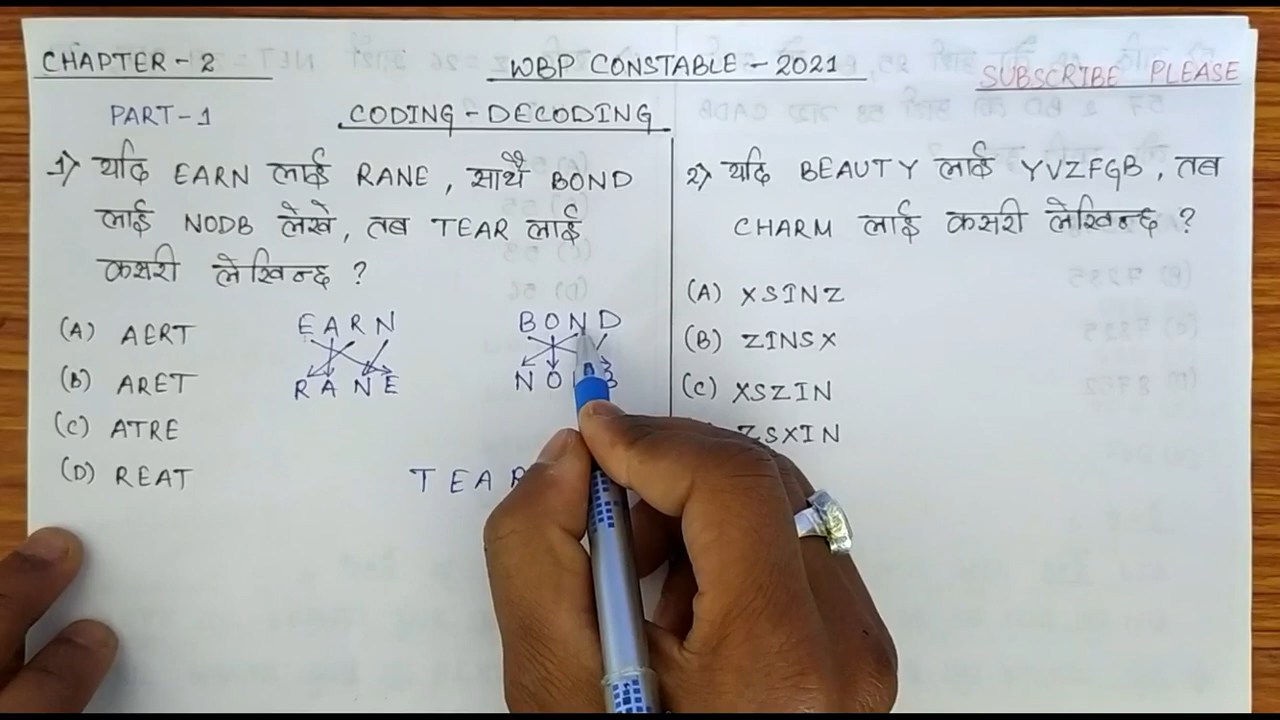 CHAPTER - 2
WBP CONSTABLE - 2021
SUBSCRIBE PLEASE
PART - 1
CODING - DECODING
1) यदि EARN लाई RANE, साथै BOND
लाई NODB लेखे, तब TEAR लाई
कसरी लेखिन्छ ?
(A) AERT
(B) ARET
(C) ATRE
(D) REAT
EARN
RANE
BOND
NO
TEAR
2) यदि BEAUTY लाई YVZFGB, तब
CHARM लाई कसरी लेखिन्छ ?
(A) XSINZ
(B) ZINSX
(C) XSZIN
ZSXIN